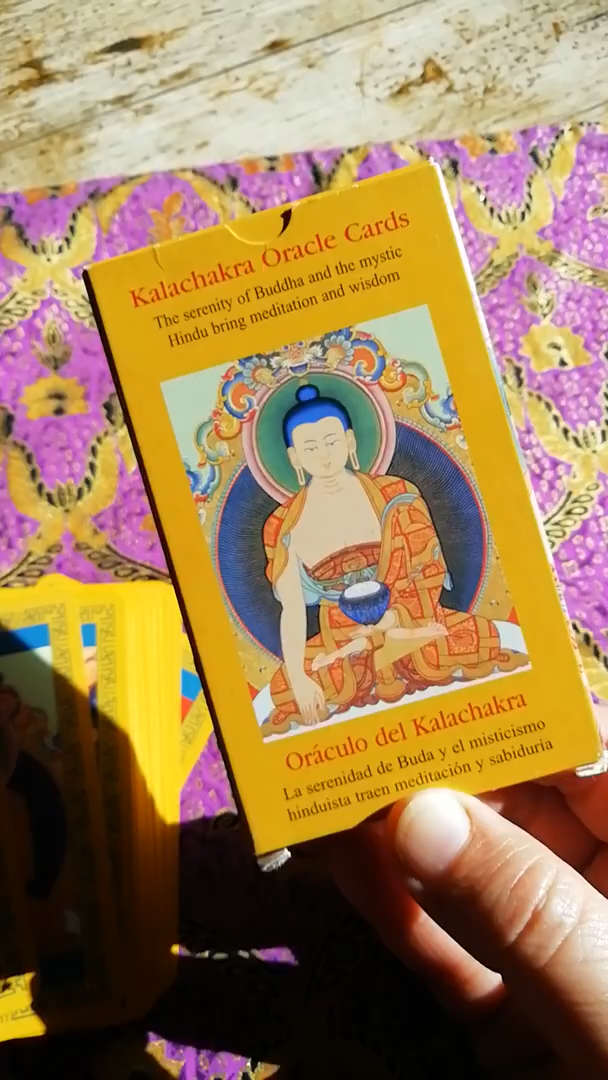 Kalachakra Oracle Cards
The serenity of Buddha and the mystic
Hindu bring meditation and wisdom
Oráculo del Kalachakra
La serenidad de Buda y el misticismo
hinduista traen meditación y sabiduría